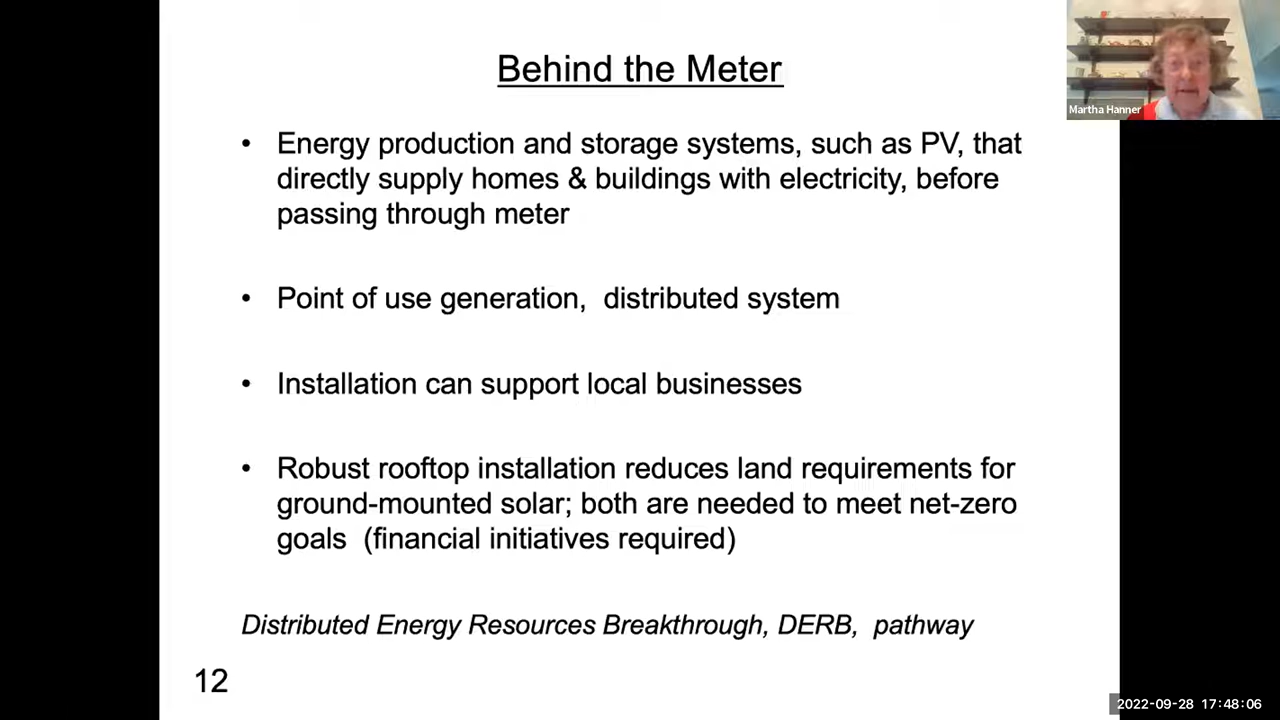 Behind the Meter
Martha Hanner
• Energy production and storage systems, such as PV, that
directly supply homes & buildings with electricity, before
passing through meter
• Point of use generation, distributed system
• Installation can support local businesses
• Robust rooftop installation reduces land requirements for
ground-mounted solar; both are needed to meet net-zero
goals (financial initiatives required)
Distributed Energy Resources Breakthrough, DERB, pathway
12
2022-09-28 17:48:06